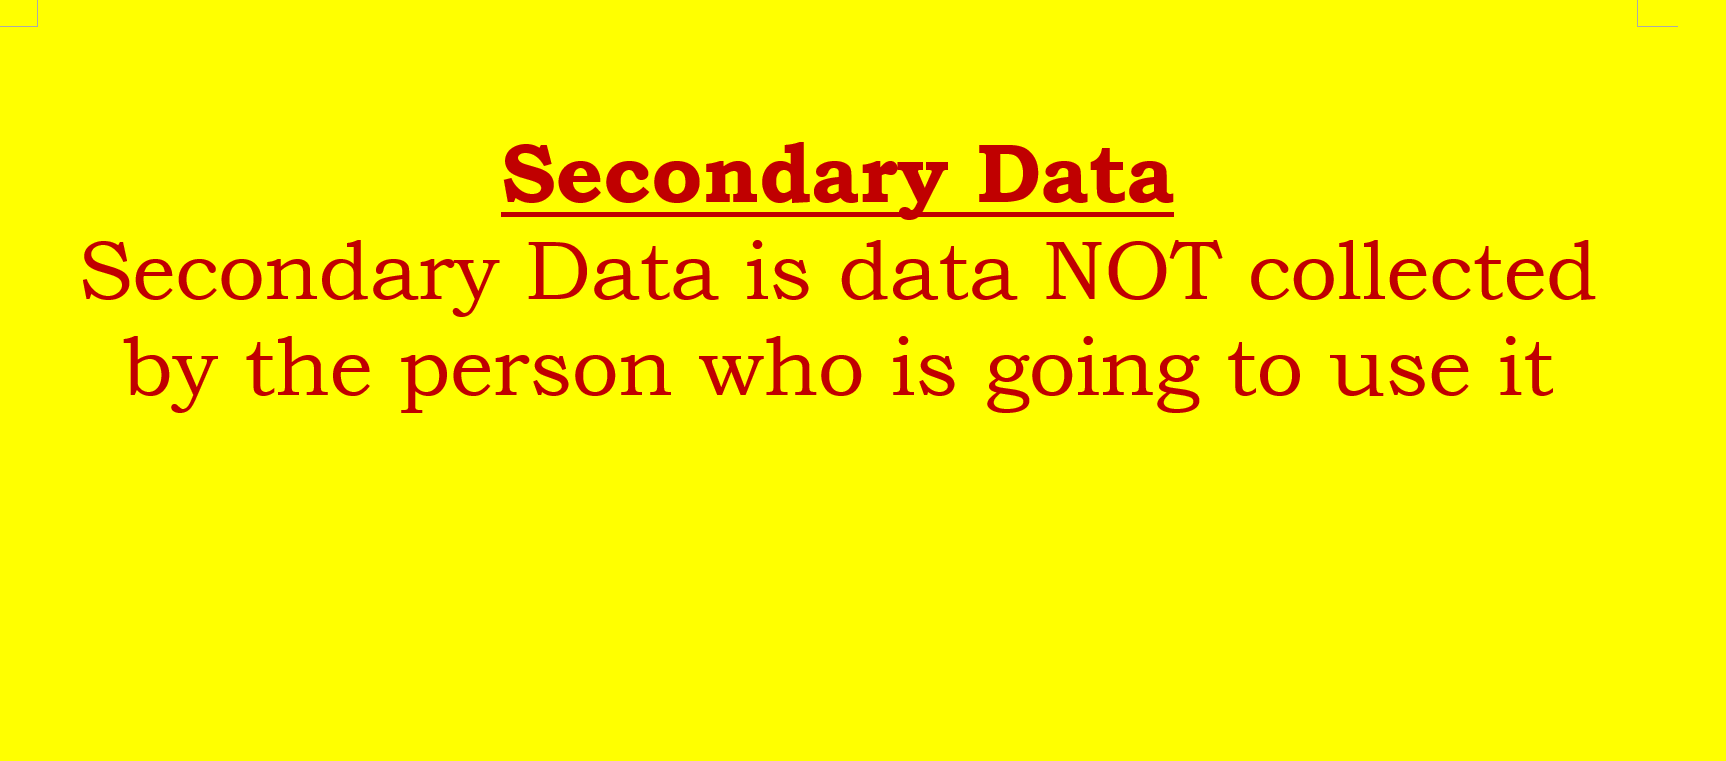 Secondary Data
Secondary Data is data NOT collected
by the person who is going to use it